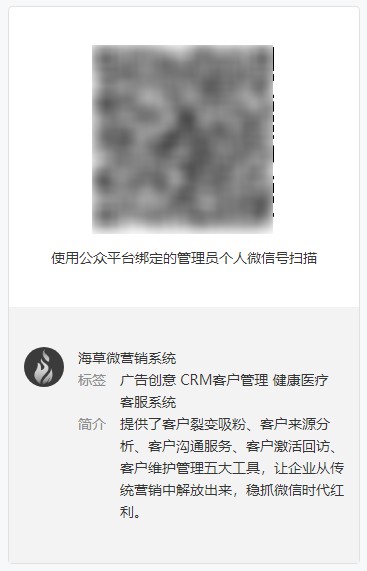 使用公众平台绑定的管理员个人微信号扫描
海草微营销系统
标签 广告创意 CRM客户管理 健康医疗
客服系统
简介 提供了客户裂变吸粉、客户来源分
析、客户沟通服务、客户激活回访、
客户维护管理五大工具，让企业从传
统营销中解放出来，稳抓微信时代红
利。